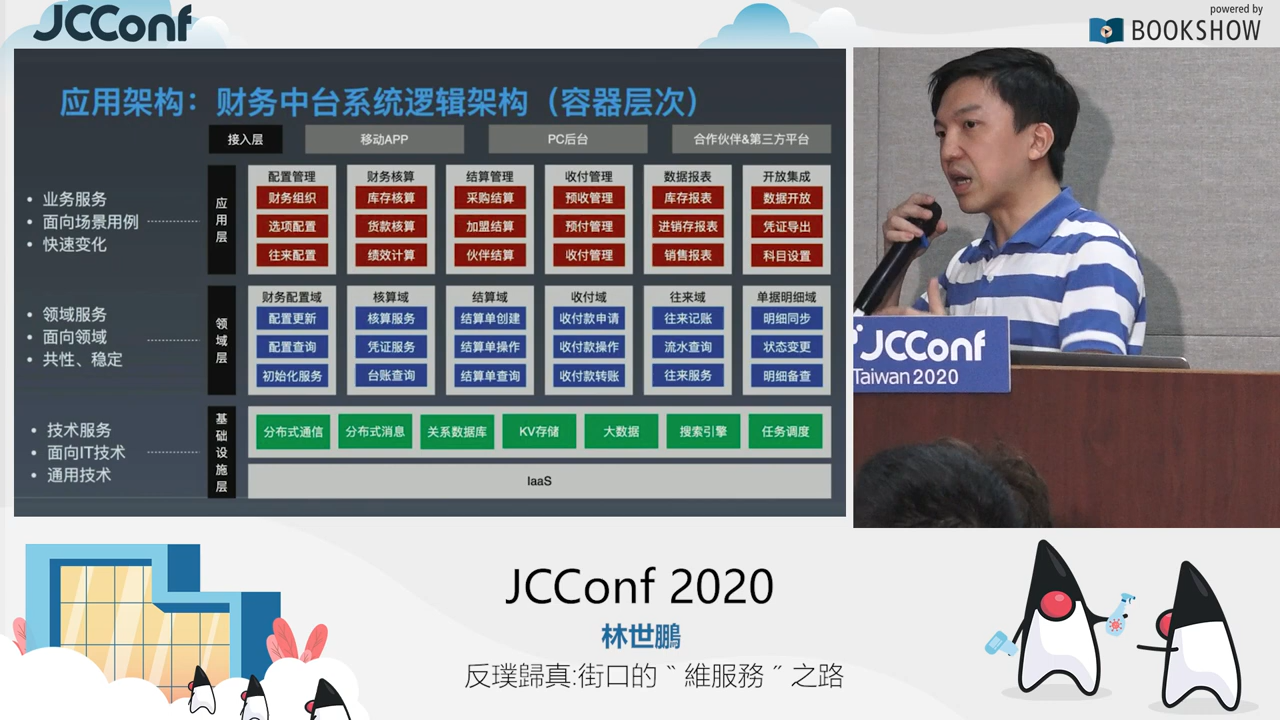 JCConf
powered by
BOOKSHOW
应用架构：财务中台系统逻辑架构（容器层次）
接入层
移动APP
PC后台
合作伙伴&第三方平台
• 业务服务
• 面向场景用例
• 快速变化
应用层
配置管理
财务组织
选项配置
往来配置
财务核算
库存核算
货款核算
绩效计算
结算管理
采购结算
加盟结算
伙伴结算
收付管理
预收管理
预付管理
收付管理
数据报表
库存报表
进销存报表
销售报表
开放集成
数据开放
凭证导出
科目设置
• 领域服务
• 面向领域
• 共性、稳定
领域层
财务配置域
配置更新
配置查询
初始化服务
核算域
核算服务
凭证服务
台账查询
结算域
结算单创建
结算单操作
结算单查询
收付域
收付款申请
收付款操作
收付款转账
往来域
往来记账
流水查询
往来服务
单据明细域
明细同步
状态变更
明细备查
• 技术服务
• 面向IT技术
• 通用技术
基础设施层
分布式通信
分布式消息
关系数据库
KV存储
大数据
搜索引擎
任务调度
IaaS
JCConf
Taiwan 2020
JCConf 2020
林世鵬
反璞歸真:街口的〝維服務〞之路